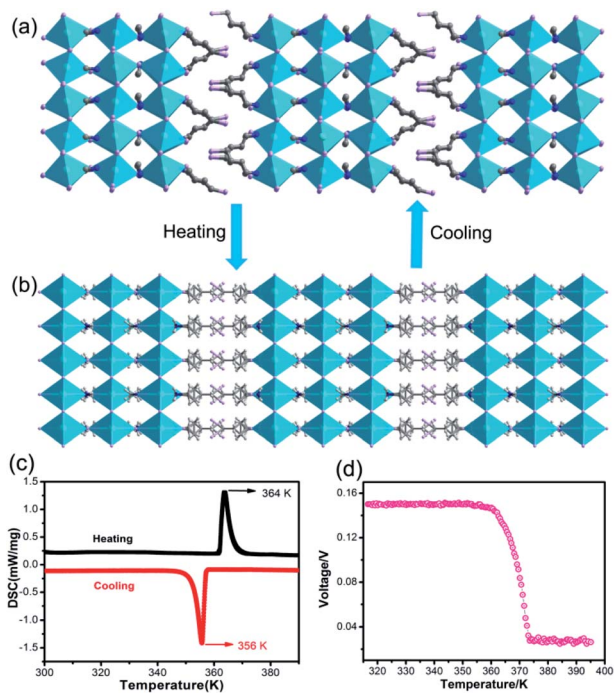 (a)
Heating
Cooling
(b)
(c)
DSC(mW/mg)
1.5
1.0
0.5
0.0
-0.5
-1.0
-1.5
364 K
Heating
Cooling
356 K
300
320
340
360
380
Temperature(K)
(d)
Voltage/V
0.16
0.12
0.08
0.04
320 330 340 350 360 370 380 390 400
Temperature/K